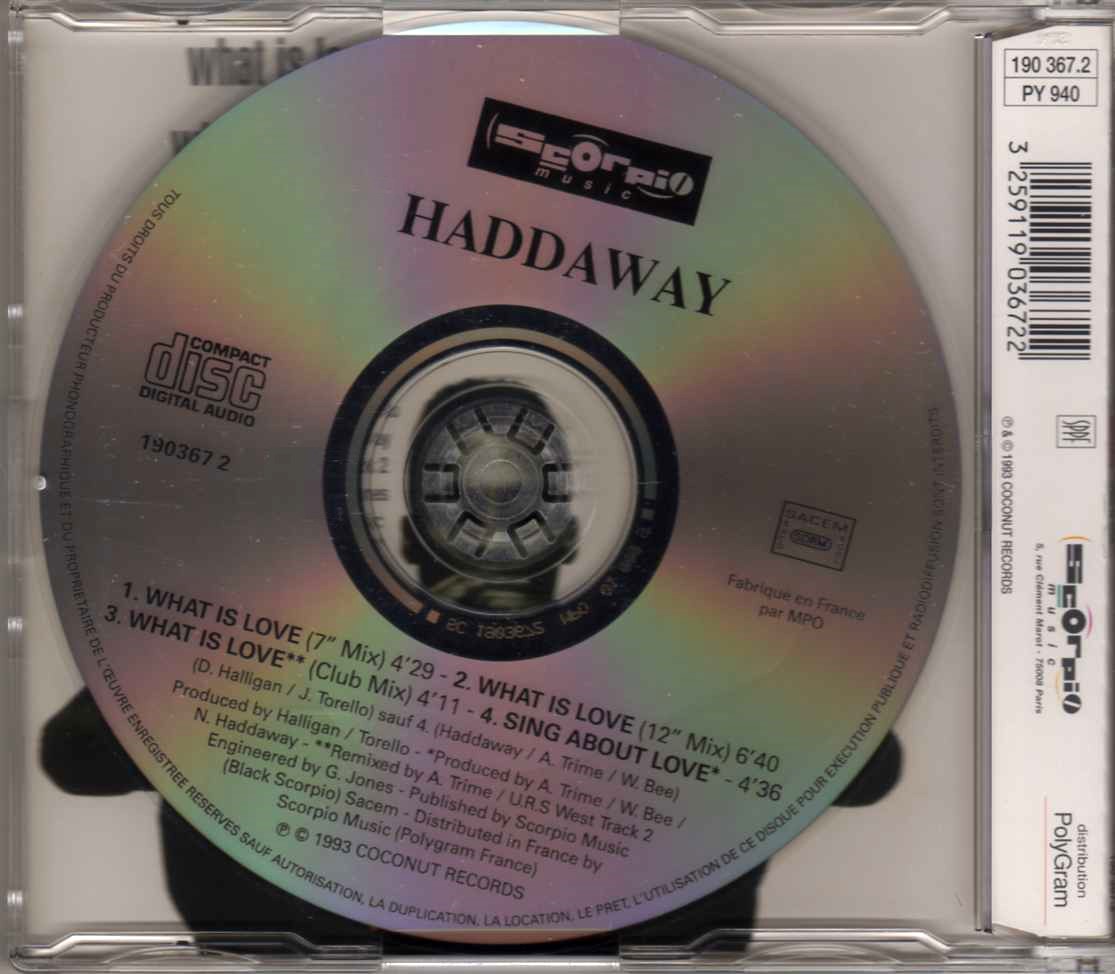 what is
Scorpio
music
HADDAWAY
COMPACT
disc
DIGITAL AUDIO
190367 2
SACEM
SDRM
Fabriqué en France
par MPO
1. WHAT IS LOVE (7" Mix) 4'29 - 2. WHAT IS LOVE (12" Mix) 6'40
3. WHAT IS LOVE** (Club Mix) 4'11 - 4. SING ABOUT LOVE* - 4'36
(D. Halligan / J. Torello) sauf 4. (Haddaway / A. Trime / W. Bee)
Produced by Halligan / Torello - *Produced by A. Trime / W. Bee /
N. Haddaway - **Remixed by A. Trime / U.R.S West Track 2
Engineered by G. Jones - Published by Scorpio Music
(Black Scorpio) Sacem - Distributed in France by
Scorpio Music (Polygram France)
℗ © 1993 COCONUT RECORDS
TOUS DROITS DU PRODUCTEUR PHONOGRAPHIQUE ET DU PROPRIETAIRE DE L'ŒUVRE ENREGISTREE RESERVES SAUF AUTORISATION, LA DUPLICATION, LA LOCATION, LE PRET, L'UTILISATION DE CE DISQUE POUR EXECUTION PUBLIQUE ET RADIODIFFUSION SONT INTERDITS
190 367.2
PY 940
3 259119 036722
SPPF
℗ & © 1993 COCONUT RECORDS
Scorpio
music
5, rue Clément Marot - 75008 Paris
distribution
PolyGram